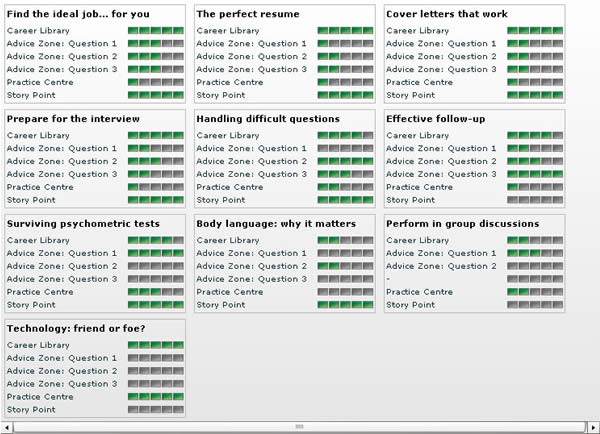 Find the ideal job... for you
Career Library
Advice Zone: Question 1
Advice Zone: Question 2
Advice Zone: Question 3
Practice Centre
Story Point
The perfect resume
Career Library
Advice Zone: Question 1
Advice Zone: Question 2
Advice Zone: Question 3
Practice Centre
Story Point
Cover letters that work
Career Library
Advice Zone: Question 1
Advice Zone: Question 2
Advice Zone: Question 3
Practice Centre
Story Point
Prepare for the interview
Career Library
Advice Zone: Question 1
Advice Zone: Question 2
Advice Zone: Question 3
Practice Centre
Story Point
Handling difficult questions
Career Library
Advice Zone: Question 1
Advice Zone: Question 2
Advice Zone: Question 3
Practice Centre
Story Point
Effective follow-up
Career Library
Advice Zone: Question 1
Advice Zone: Question 2
Advice Zone: Question 3
Practice Centre
Story Point
Surviving psychometric tests
Career Library
Advice Zone: Question 1
Advice Zone: Question 2
Advice Zone: Question 3
Practice Centre
Story Point
Body language: why it matters
Career Library
Advice Zone: Question 1
Advice Zone: Question 2
Advice Zone: Question 3
Practice Centre
Story Point
Perform in group discussions
Career Library
Advice Zone: Question 1
Advice Zone: Question 2
-
Practice Centre
Story Point
Technology: friend or foe?
Career Library
Advice Zone: Question 1
Advice Zone: Question 2
Advice Zone: Question 3
Practice Centre
Story Point